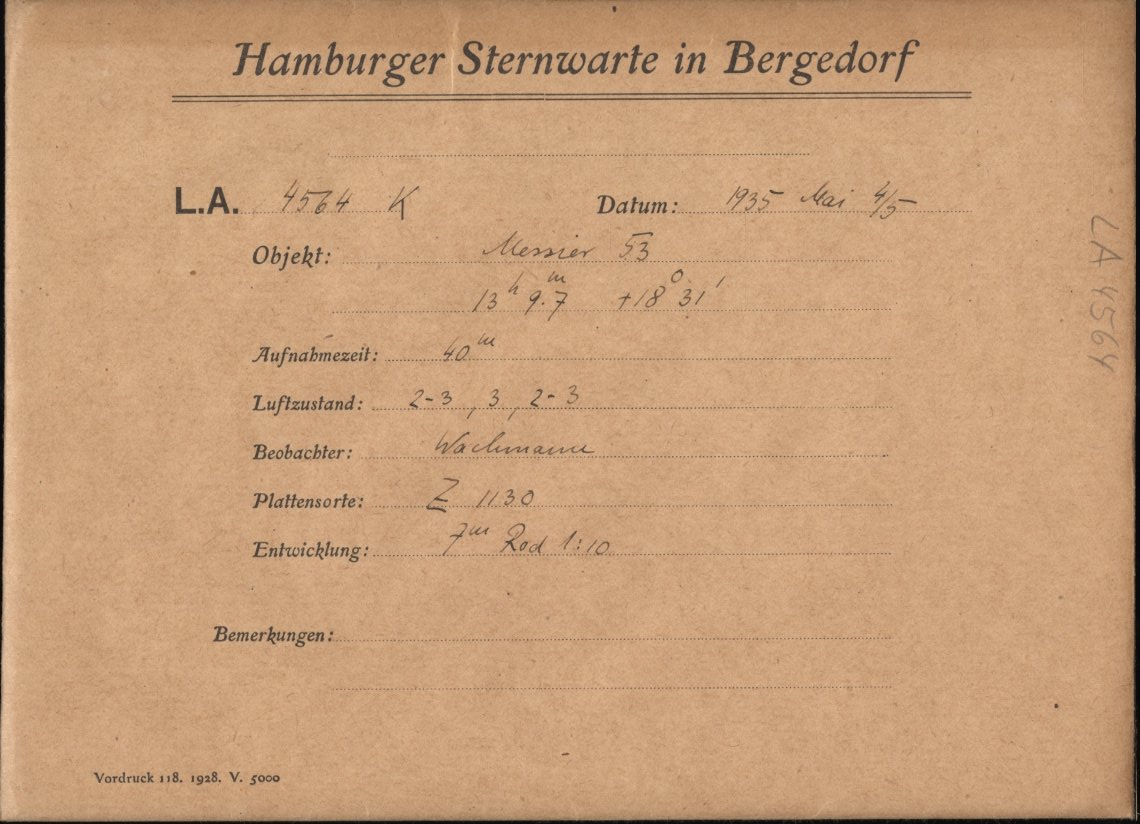 Hamburger Sternwarte in Bergedorf
L.A. 4564 K Datum: 1935 Mai 4/5
Objekt: Messier 53
13ʰ 9.ᵐ7 +18° 31'
Aufnahmezeit: 40ᵐ
Luftzustand: 2-3, 3, 2-3
Beobachter: Wachmann
Plattensorte: Z 1130
Entwicklung: 7ᵐ Rod 1:10
Bemerkungen:
Vordruck 118. 1928. V. 5000
LA 4564